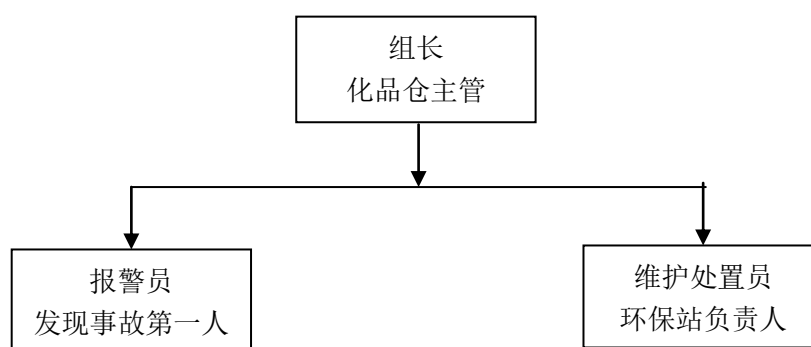 组长
化品仓主管
报警员
发现事故第一人
维护处置员
环保站负责人